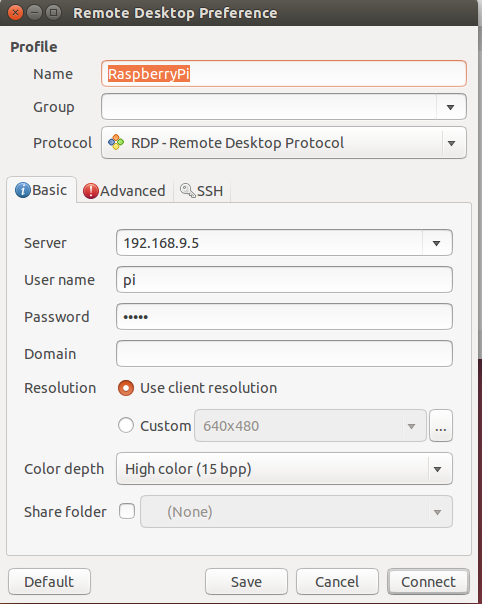 Remote Desktop Preference
Profile
Name RaspberryPi
Group
Protocol RDP - Remote Desktop Protocol
Basic Advanced SSH
Server 192.168.9.5
User name pi
Password •••••
Domain
Resolution Use client resolution
Custom 640x480 ...
Color depth High color (15 bpp)
Share folder (None)
Default Save Cancel Connect